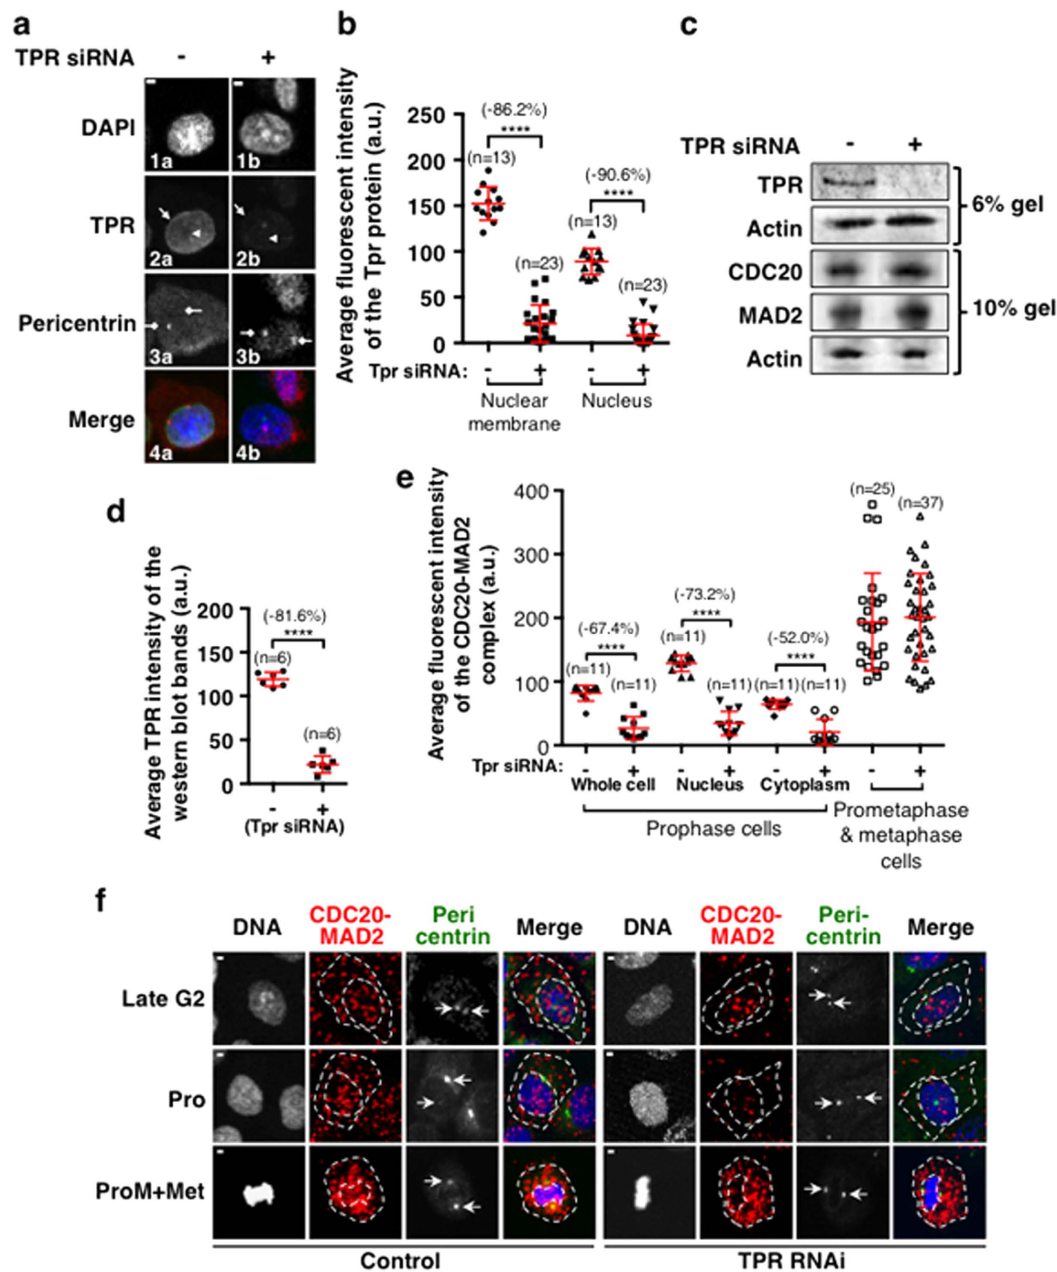 a
TPR siRNA - +
DAPI
1a 1b
TPR
2a 2b
Pericentrin
3a 3b
Merge
4a 4b
b
Average fluorescent intensity
of the Tpr protein (a.u.)
250
200
150
100
50
0
(-86.2%)
****
(n=13)
(n=23)
(-90.6%)
****
(n=13)
(n=23)
Tpr siRNA: - + - +
Nuclear
membrane
Nucleus
c
TPR siRNA - +
TPR
Actin
6% gel
CDC20
MAD2
Actin
10% gel
d
Average TPR intensity of the
western blot bands (a.u.)
200
150
100
50
0
(-81.6%)
****
(n=6)
(n=6)
- +
(Tpr siRNA)
e
Average fluorescent intensity
of the CDC20-MAD2
complex (a.u.)
400
300
200
100
0
(-67.4%)
****
(n=11)
(n=11)
(-73.2%)
****
(n=11)
(n=11)
(-52.0%)
****
(n=11)
(n=11)
(n=25)
(n=37)
Tpr siRNA: - + - + - + - +
Whole cell Nucleus Cytoplasm
Prophase cells
Prometaphase
& metaphase
cells
f
DNA CDC20-MAD2 Peri centrin Merge DNA CDC20-MAD2 Peri-centrin Merge
Late G2
Pro
ProM+Met
Control TPR RNAi